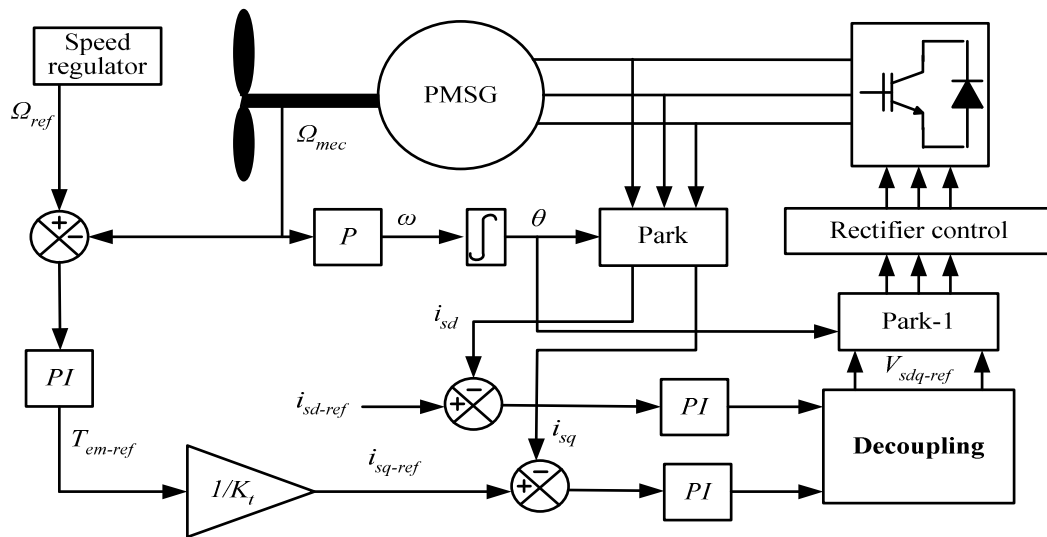 Speed
regulator
PMSG
Ω_ref
Ω_mec
+
-
P
ω
∫
θ
Park
Rectifier control
Park-1
i_sd
PI
V_sdq-ref
-
i_sd-ref
+
PI
Decoupling
T_em-ref
i_sq
i_sq-ref
-
1/K_t
+
PI